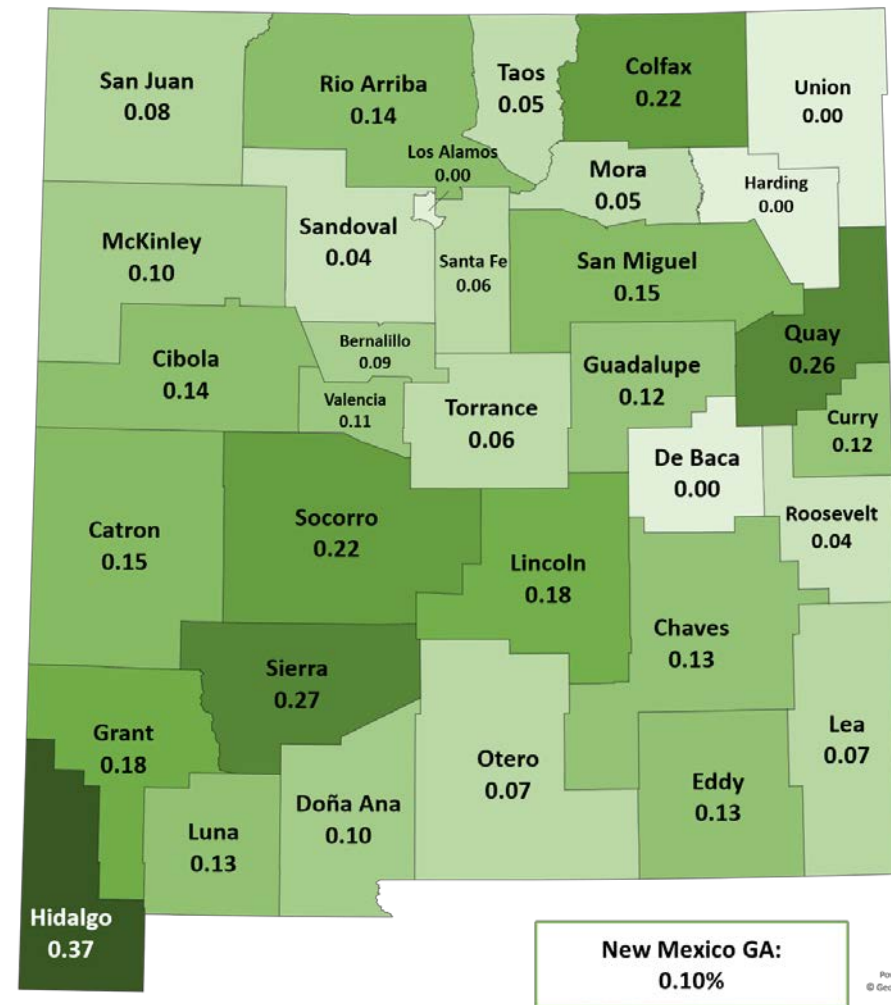 San Juan
0.08
Rio Arriba
0.14
Taos
0.05
Colfax
0.22
Union
0.00
Los Alamos
0.00
Mora
0.05
Harding
0.00
McKinley
0.10
Sandoval
0.04
Santa Fe
0.06
San Miguel
0.15
Quay
0.26
Cibola
0.14
Bernalillo
0.09
Guadalupe
0.12
Valencia
0.11
Torrance
0.06
Curry
0.12
De Baca
0.00
Catron
0.15
Socorro
0.22
Lincoln
0.18
Roosevelt
0.04
Chaves
0.13
Sierra
0.27
Grant
0.18
Otero
0.07
Lea
0.07
Eddy
0.13
Doña Ana
0.10
Luna
0.13
Hidalgo
0.37
New Mexico GA:
0.10%